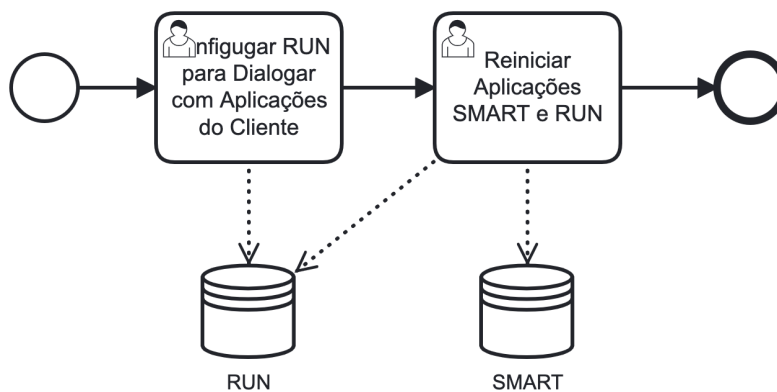 nfigugar RUN
para Dialogar
com Aplicações
do Cliente
Reiniciar
Aplicações
SMART e RUN
RUN
SMART